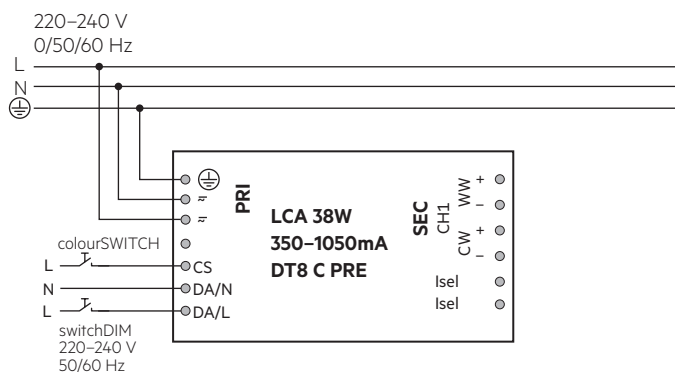 220–240 V
0/50/60 Hz
L
N
PRI
LCA 38W
350–1050mA
DT8 C PRE
SEC
CH1
WW
+
–
CW
+
–
Isel
Isel
colourSWITCH
L
CS
N
DA/N
L
DA/L
switchDIM
220–240 V
50/60 Hz